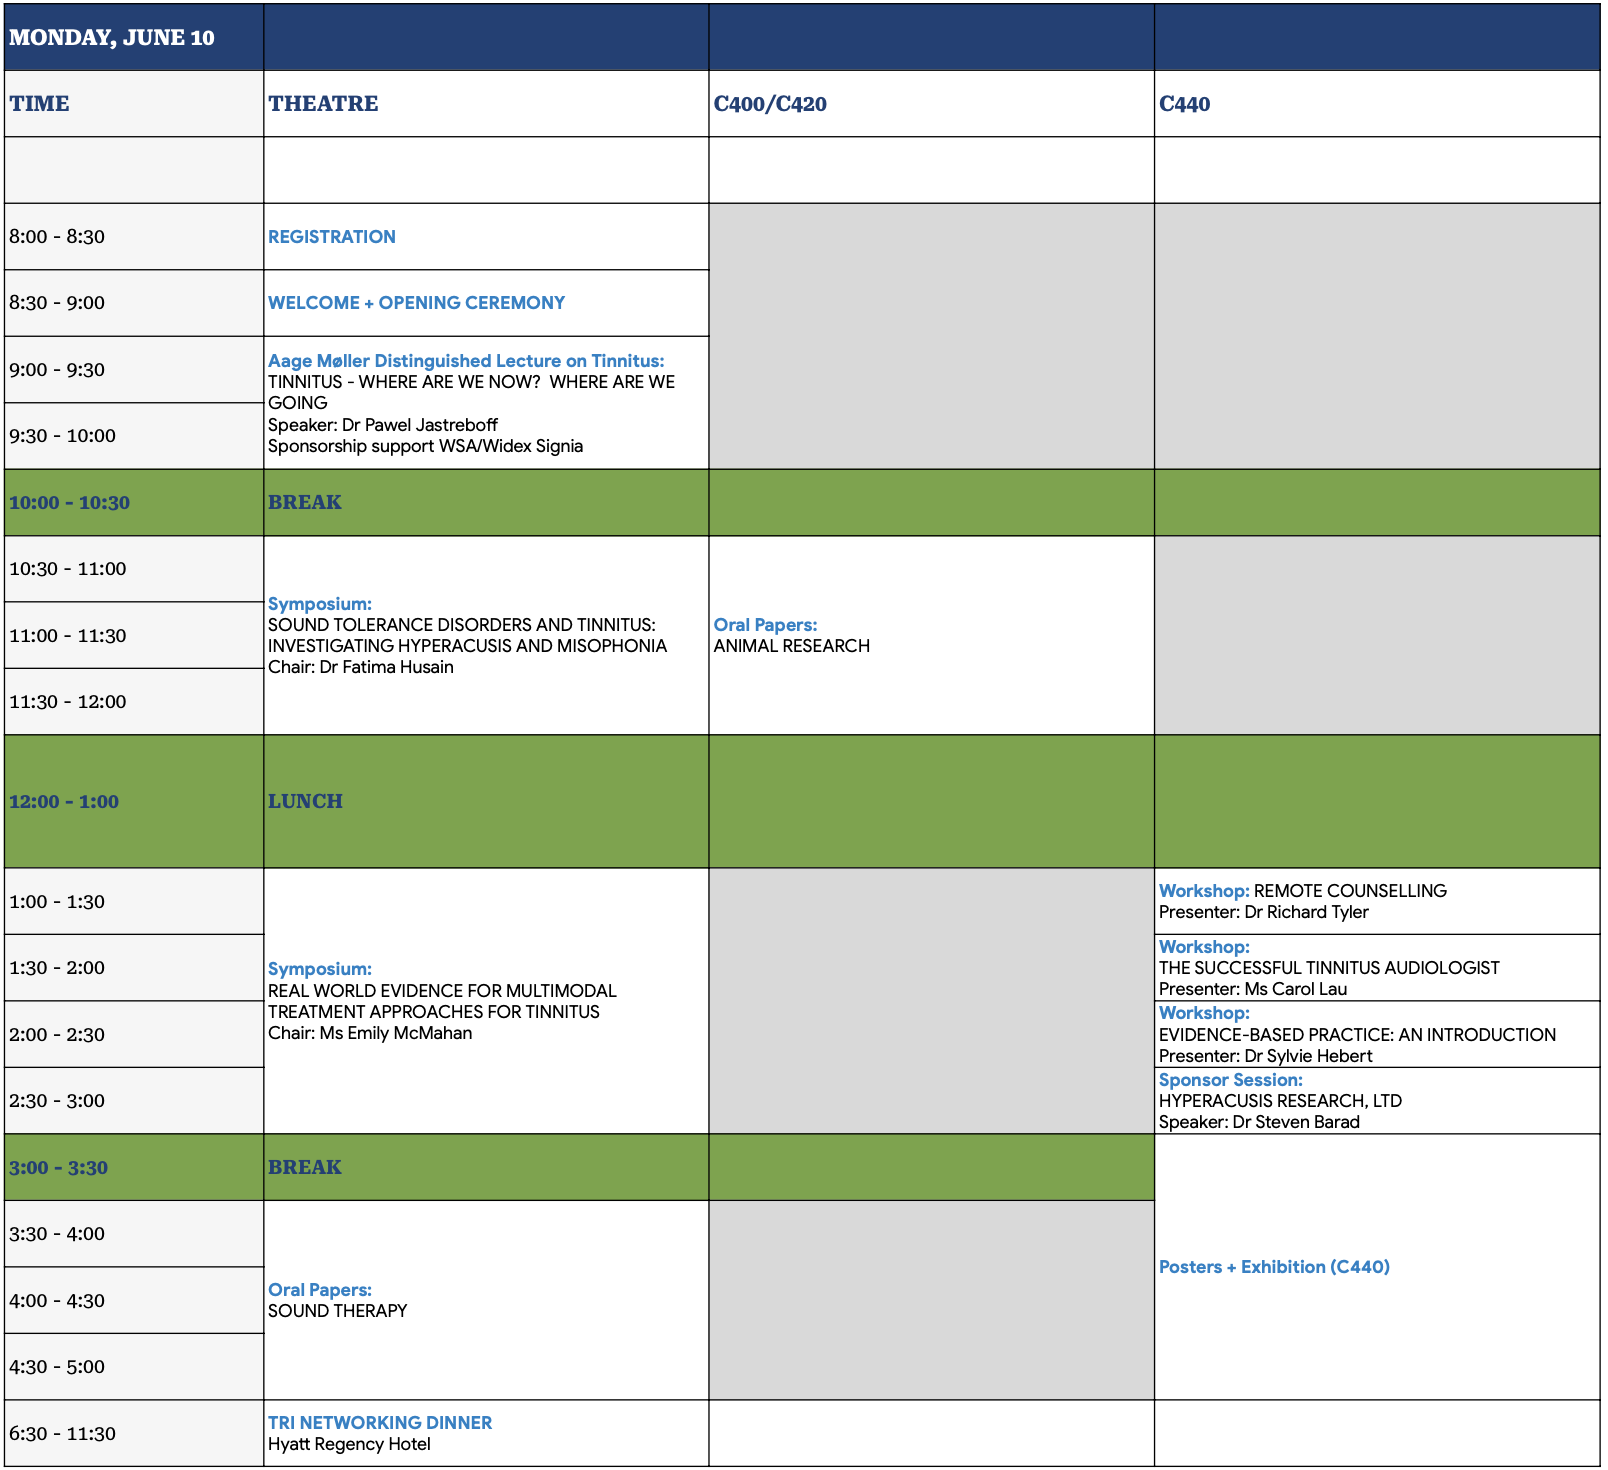 MONDAY, JUNE 10
TIME
THEATRE
C400/C420
C440
8:00 - 8:30
REGISTRATION
8:30 - 9:00
WELCOME + OPENING CEREMONY
9:00 - 9:30
9:30 - 10:00
Aage Møller Distinguished Lecture on Tinnitus:
TINNITUS - WHERE ARE WE NOW?  WHERE ARE WE
GOING
Speaker: Dr Pawel Jastreboff
Sponsorship support WSA/Widex Signia
10:00 - 10:30
BREAK
10:30 - 11:00
11:00 - 11:30
11:30 - 12:00
Symposium:
SOUND TOLERANCE DISORDERS AND TINNITUS:
INVESTIGATING HYPERACUSIS AND MISOPHONIA
Chair: Dr Fatima Husain
Oral Papers:
ANIMAL RESEARCH
12:00 - 1:00
LUNCH
1:00 - 1:30
1:30 - 2:00
2:00 - 2:30
2:30 - 3:00
Symposium:
REAL WORLD EVIDENCE FOR MULTIMODAL
TREATMENT APPROACHES FOR TINNITUS
Chair: Ms Emily McMahan
Workshop: REMOTE COUNSELLING
Presenter: Dr Richard Tyler
Workshop:
THE SUCCESSFUL TINNITUS AUDIOLOGIST
Presenter: Ms Carol Lau
Workshop:
EVIDENCE-BASED PRACTICE: AN INTRODUCTION
Presenter: Dr Sylvie Hebert
Sponsor Session:
HYPERACUSIS RESEARCH, LTD
Speaker: Dr Steven Barad
3:00 - 3:30
BREAK
3:30 - 4:00
4:00 - 4:30
4:30 - 5:00
Oral Papers:
SOUND THERAPY
Posters + Exhibition (C440)
6:30 - 11:30
TRI NETWORKING DINNER
Hyatt Regency Hotel